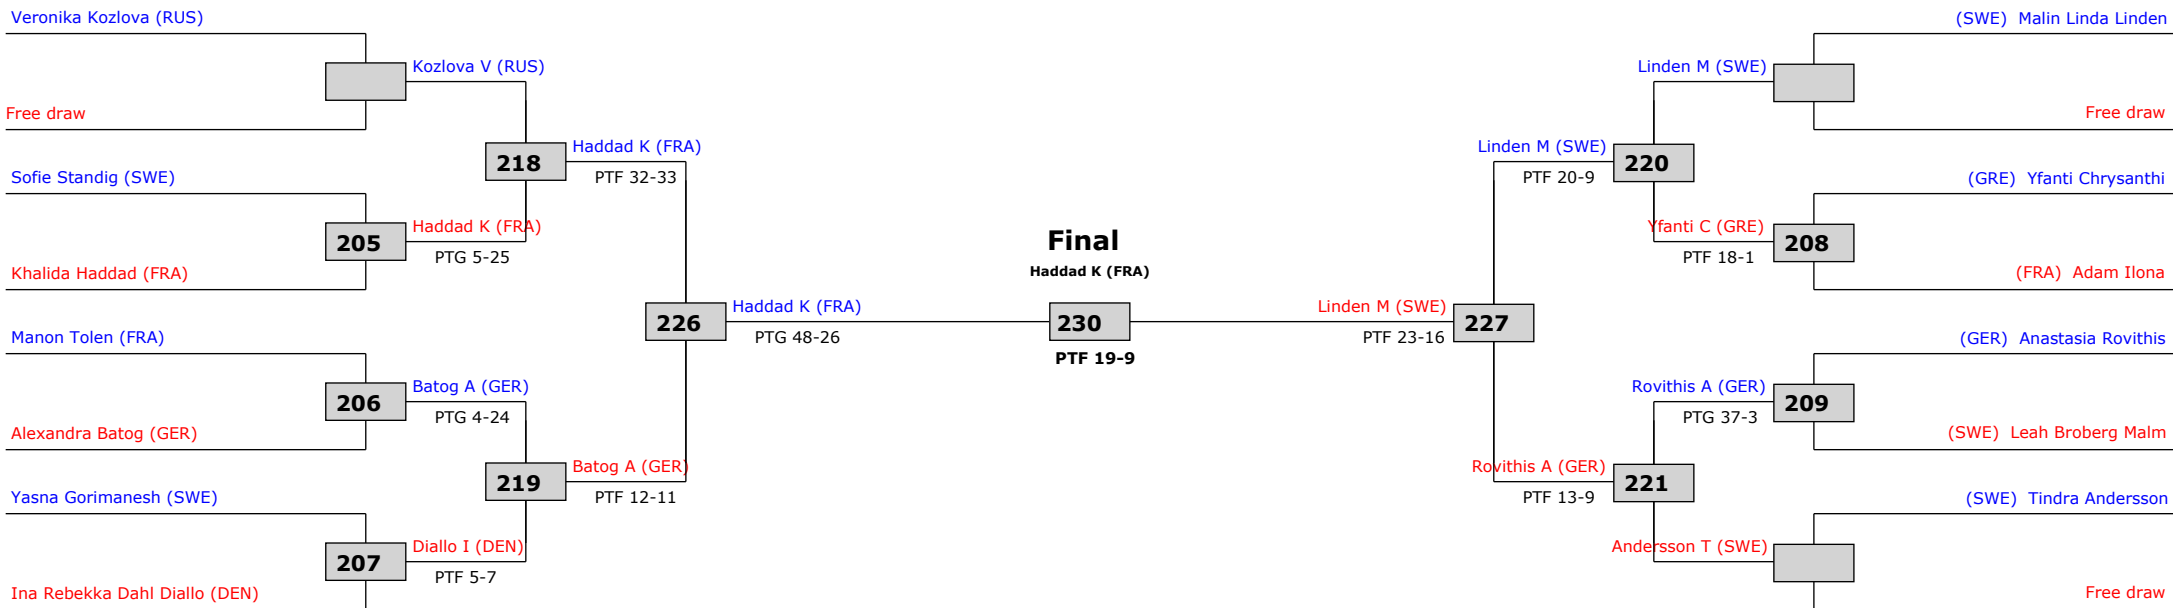 Veronika Kozlova (RUS)
Free draw
Sofie Standig (SWE)
Khalida Haddad (FRA)
Manon Tolen (FRA)
Alexandra Batog (GER)
Yasna Gorimanesh (SWE)
Ina Rebekka Dahl Diallo (DEN)
Kozlova V (RUS)
205
Haddad K (FRA)
PTG 5-25
206
Batog A (GER)
PTG 4-24
207
Diallo I (DEN)
PTF 5-7
218
Haddad K (FRA)
PTF 32-33
219
Batog A (GER)
PTF 12-11
226
Haddad K (FRA)
PTG 48-26
Final
Haddad K (FRA)
230
PTF 19-9
Linden M (SWE)
PTF 23-16
227
Linden M (SWE)
PTF 20-9
220
Rovithis A (GER)
PTF 13-9
221
Linden M (SWE)
Yfanti C (GRE)
PTF 18-1
208
Rovithis A (GER)
PTG 37-3
209
Andersson T (SWE)
(SWE) Malin Linda Linden
Free draw
(GRE) Yfanti Chrysanthi
(FRA) Adam Ilona
(GER) Anastasia Rovithis
(SWE) Leah Broberg Malm
(SWE) Tindra Andersson
Free draw